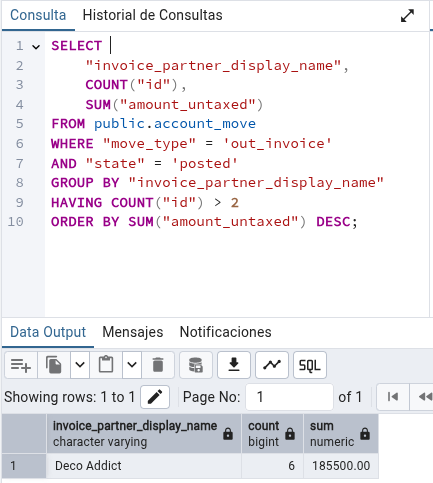 Consulta Historial de Consultas
1 SELECT
2 "invoice_partner_display_name",
3 COUNT("id"),
4 SUM("amount_untaxed")
5 FROM public.account_move
6 WHERE "move_type" = 'out_invoice'
7 AND "state" = 'posted'
8 GROUP BY "invoice_partner_display_name"
9 HAVING COUNT("id") > 2
10 ORDER BY SUM("amount_untaxed") DESC;
Data Output Mensajes Notificaciones
SQL
Showing rows: 1 to 1 Page No: 1 of 1
invoice_partner_display_name count sum
character varying bigint numeric
1 Deco Addict 6 185500.00